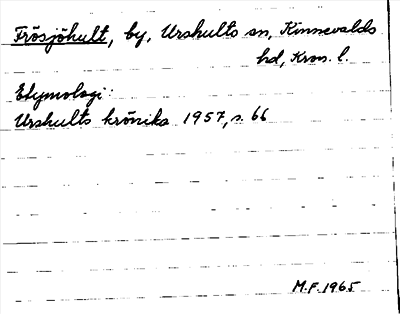 Frösjöhult, by, Urshults sn, Kinnevalds
hd, Kron. l.
Etymologi:
Urshults krönika 1957, s. 66
M.F. 1965